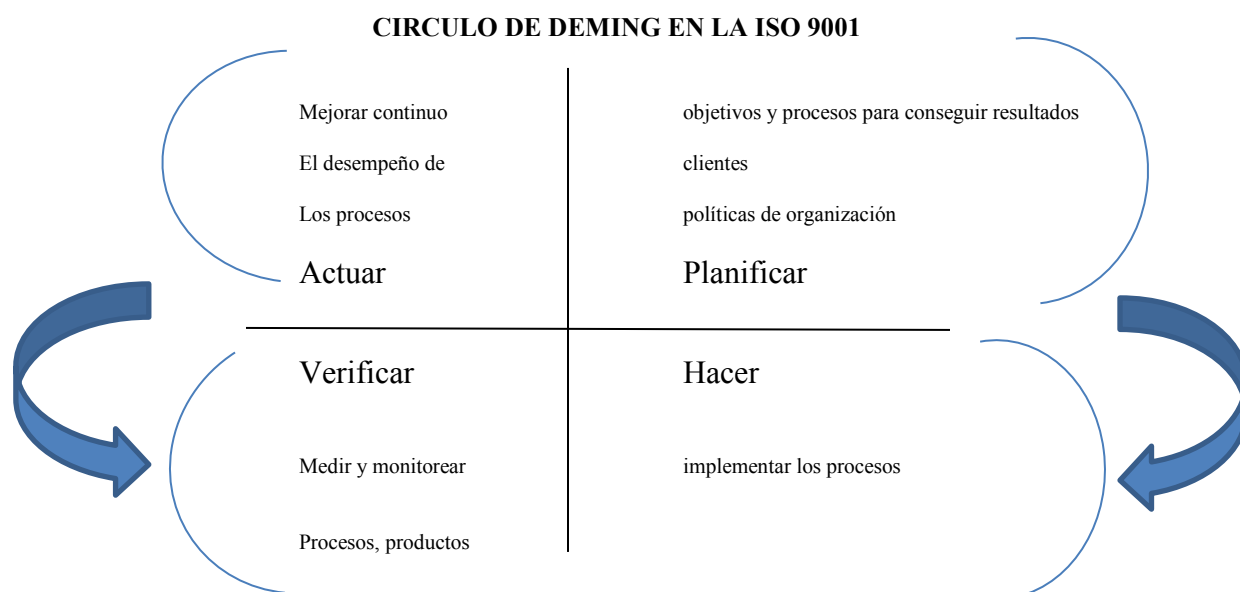 CIRCULO DE DEMING EN LA ISO 9001
Mejorar continuo
El desempeño de
Los procesos
Actuar
objetivos y procesos para conseguir resultados
clientes
políticas de organización
Planificar
Verificar
Medir y monitorear
Procesos, productos
Hacer
implementar los procesos